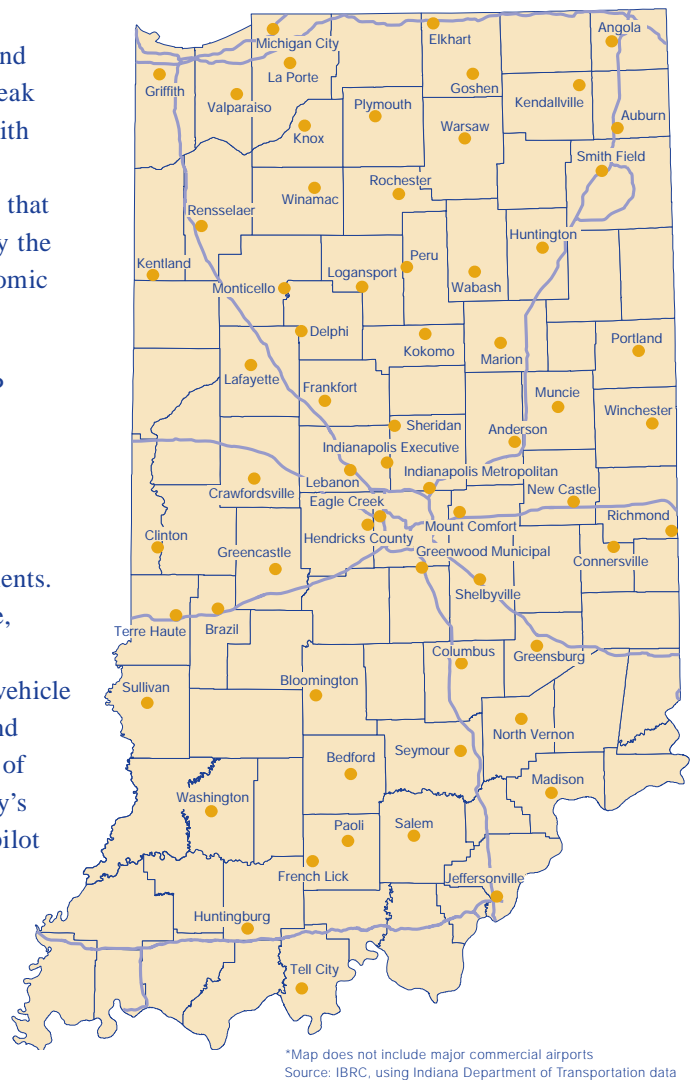 nd
eak
ith
that
y the
omic
?
ents.
e,
vehicle
nd
of
y's
pilot
Michigan City
Elkhart
Angola
La Porte
Griffith
Valparaiso
Goshen
Kendallville
Plymouth
Auburn
Knox
Warsaw
Smith Field
Rochester
Winamac
Rensselaer
Huntington
Kentland
Peru
Logansport
Monticello
Wabash
Delphi
Portland
Kokomo
Marion
Lafayette
Frankfort
Muncie
Winchester
Sheridan
Anderson
Indianapolis Executive
Indianapolis Metropolitan
Lebanon
Crawfordsville
New Castle
Eagle Creek
Richmond
Mount Comfort
Clinton
Hendricks County
Greencastle
Greenwood Municipal
Connersville
Shelbyville
Terre Haute
Brazil
Columbus
Greensburg
Sullivan
Bloomington
North Vernon
Seymour
Bedford
Madison
Washington
Paoli
Salem
French Lick
Jeffersonville
Huntingburg
Tell City
*Map does not include major commercial airports
Source: IBRC, using Indiana Department of Transportation data